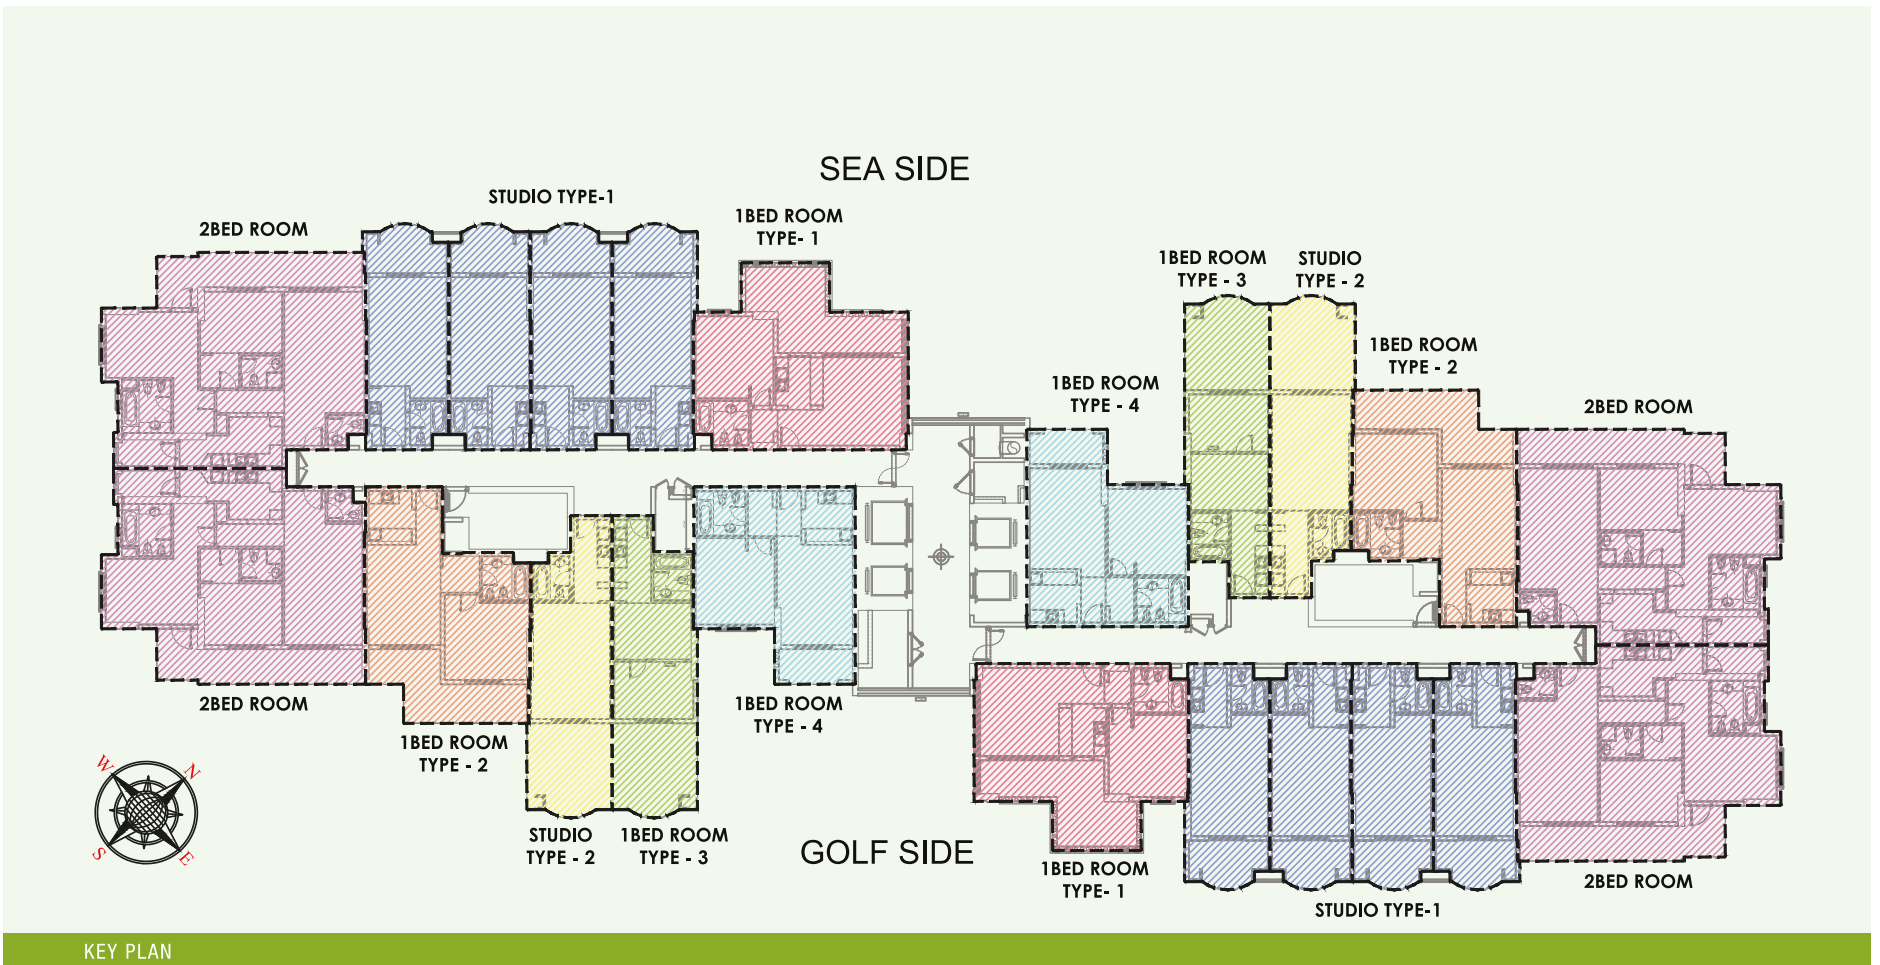 SEA SIDE
STUDIO TYPE-1
2BED ROOM
1BED ROOM
TYPE- 1
1BED ROOM
TYPE - 3
STUDIO
TYPE - 2
1BED ROOM
TYPE - 2
1BED ROOM
TYPE - 4
2BED ROOM
2BED ROOM
1BED ROOM
TYPE - 2
1BED ROOM
TYPE - 4
STUDIO
TYPE - 2
1BED ROOM
TYPE - 3
GOLF SIDE
1BED ROOM
TYPE- 1
2BED ROOM
STUDIO TYPE-1
W
N
S
E
KEY PLAN